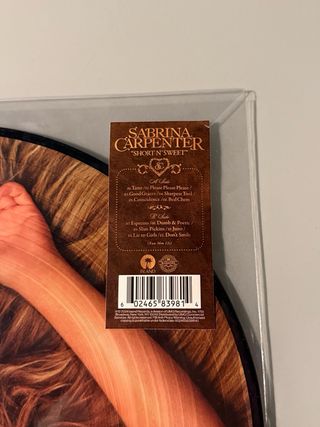 SABRINA
CARPENTER
"SHORT N' SWEET"
A Side
01 Taste /02 Please Please Please /
03 Good Graces /04 Sharpest Tool /
05 Coincidence /06 Bed Chem
B Side
07 Espresso /08 Dumb & Poetic /
09 Slim Pickins /10 Juno /
11 Lie to Girls /12 Don't Smile
ISLAND
6 02465 83981 4